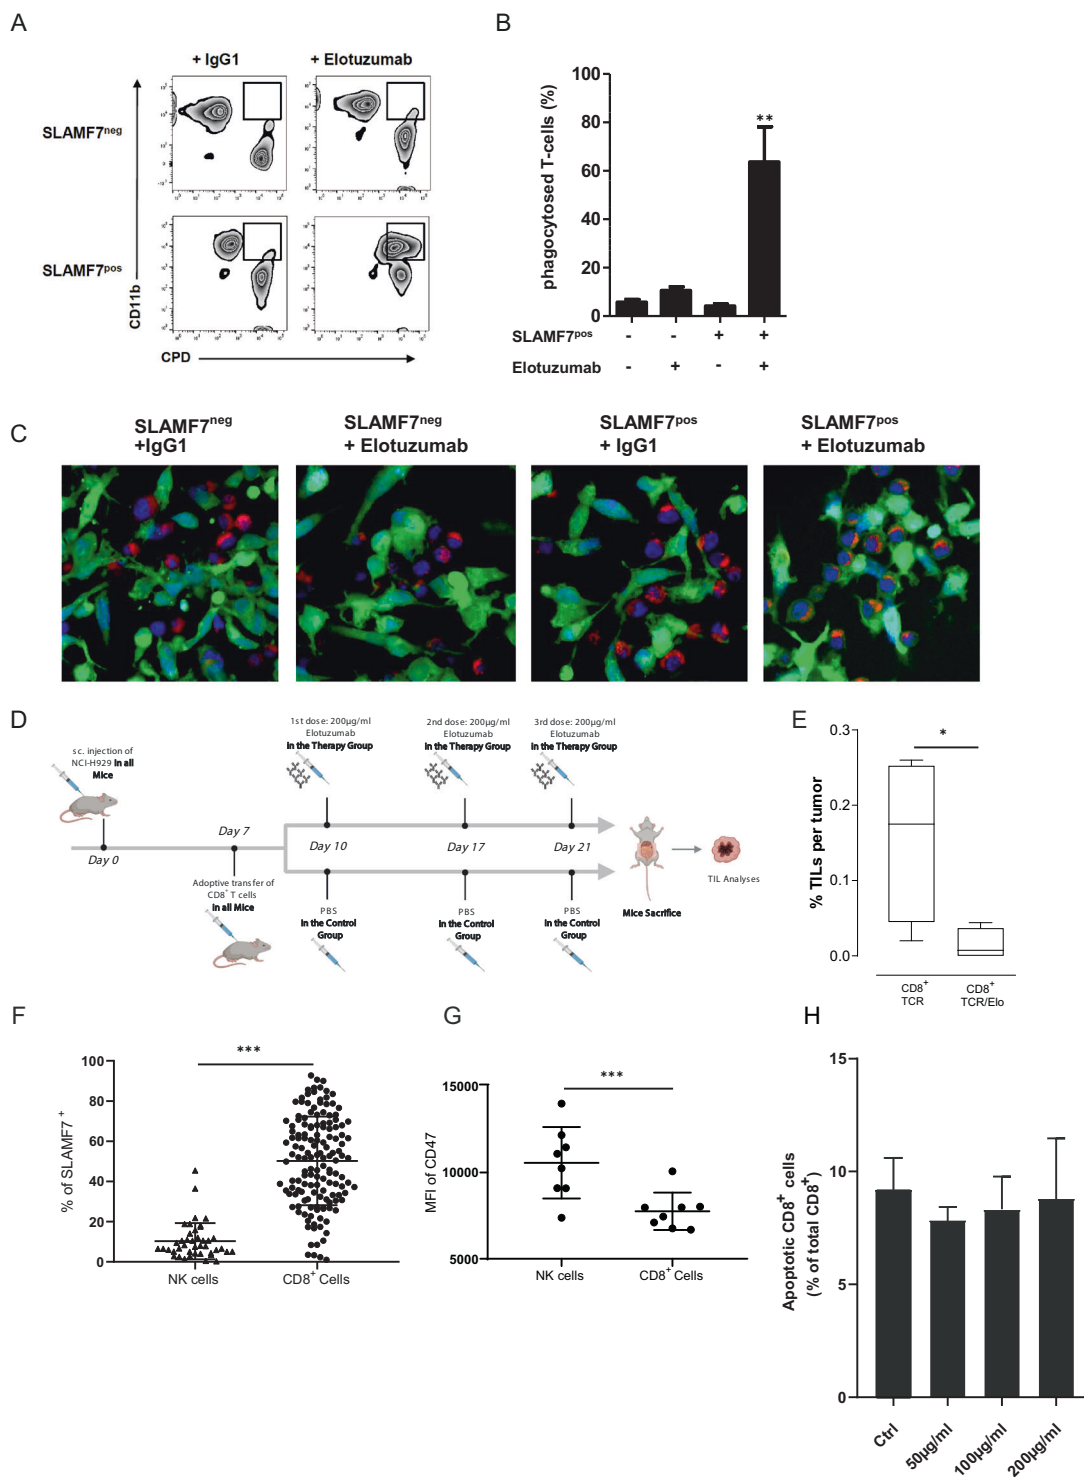 A
+ IgG1
+ Elotuzumab
SLAMF7neg
SLAMF7pos
CD11b
CPD
B
phagocytosed T-cells (%)
100
80
60
40
20
0
**
SLAMF7pos - - + +
Elotuzumab - + - +
C
SLAMF7neg
+IgG1
SLAMF7neg
+ Elotuzumab
SLAMF7pos
+ IgG1
SLAMF7pos
+ Elotuzumab
D
s.c. injection of
NCI-H929 in all
Mice
Day 0
Day 7
Adoptive transfer of
CD8+ T cells
in all Mice
1st dose: 200µg/ml
Elotuzumab
in the Therapy Group
2nd dose: 200µg/ml
Elotuzumab
in the Therapy Group
3rd dose: 200µg/ml
Elotuzumab
in the Therapy Group
Day 10
Day 17
Day 21
PBS
in the Control
Group
PBS
in the Control
Group
PBS
in the Control
Group
Mice Sacrifice
TIL Analyses
E
% TILs per tumor
0.3
0.2
0.1
0.0
*
CD8+
TCR
CD8+
TCR/Elo
F
% of SLAMF7 +
100
80
60
40
20
0
***
NK cells
CD8+ Cells
G
MFI of CD47
15000
10000
5000
***
NK cells
CD8+ Cells
H
Apoptotic CD8+ cells
(% of total CD8+)
15
10
5
0
Ctrl
50µg/ml
100µg/ml
200µg/ml